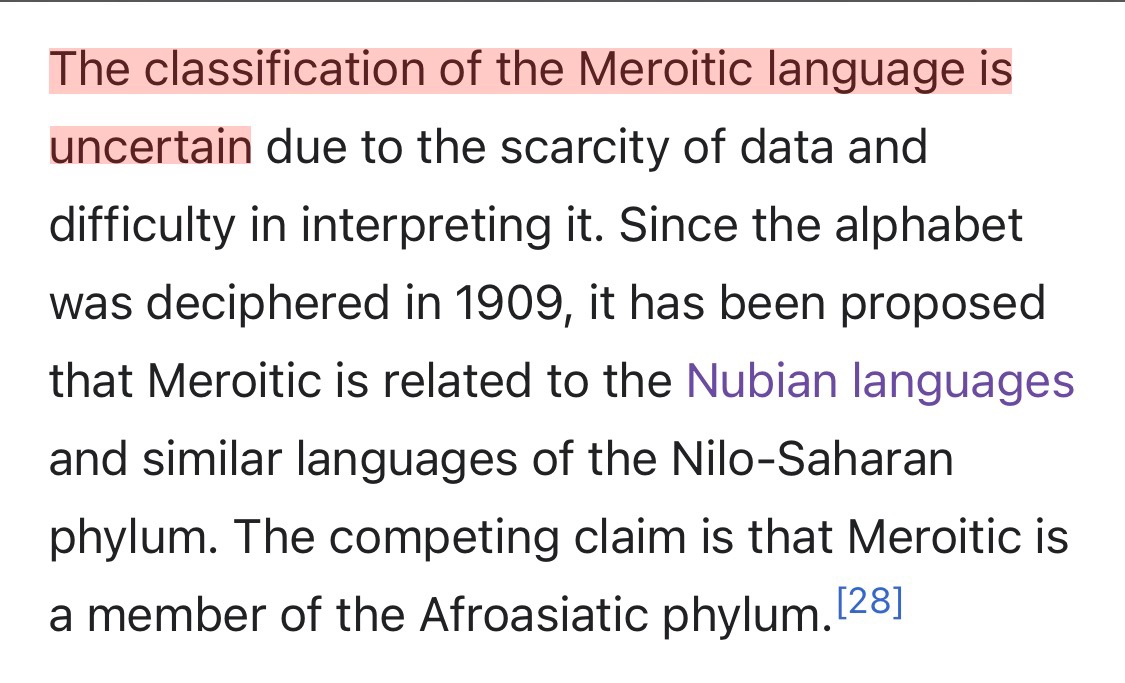 The classification of the Meroitic language is
uncertain due to the scarcity of data and
difficulty in interpreting it. Since the alphabet
was deciphered in 1909, it has been proposed
that Meroitic is related to the Nubian languages
and similar languages of the Nilo-Saharan
phylum. The competing claim is that Meroitic is
a member of the Afroasiatic phylum.[28]